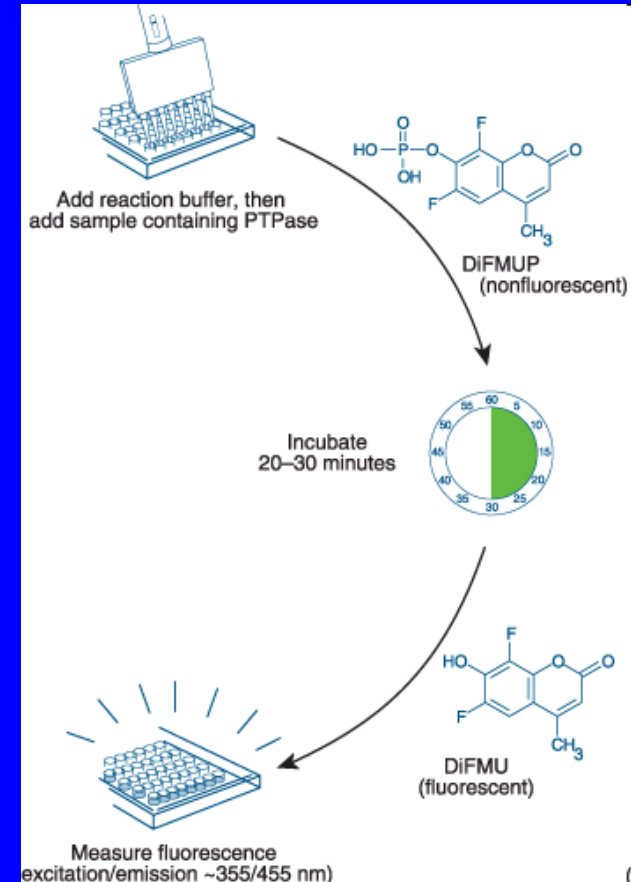 Add reaction buffer, then
add sample containing PTPase
O
HO
P
O
OH
F
F
O
O
CH3
DiFMUP
(nonfluorescent)
Incubate
20–30 minutes
60
5
10
15
20
25
30
35
40
45
50
55
HO
F
F
O
O
CH3
DiFMU
(fluorescent)
Measure fluorescence
excitation/emission ~355/455 nm)
(